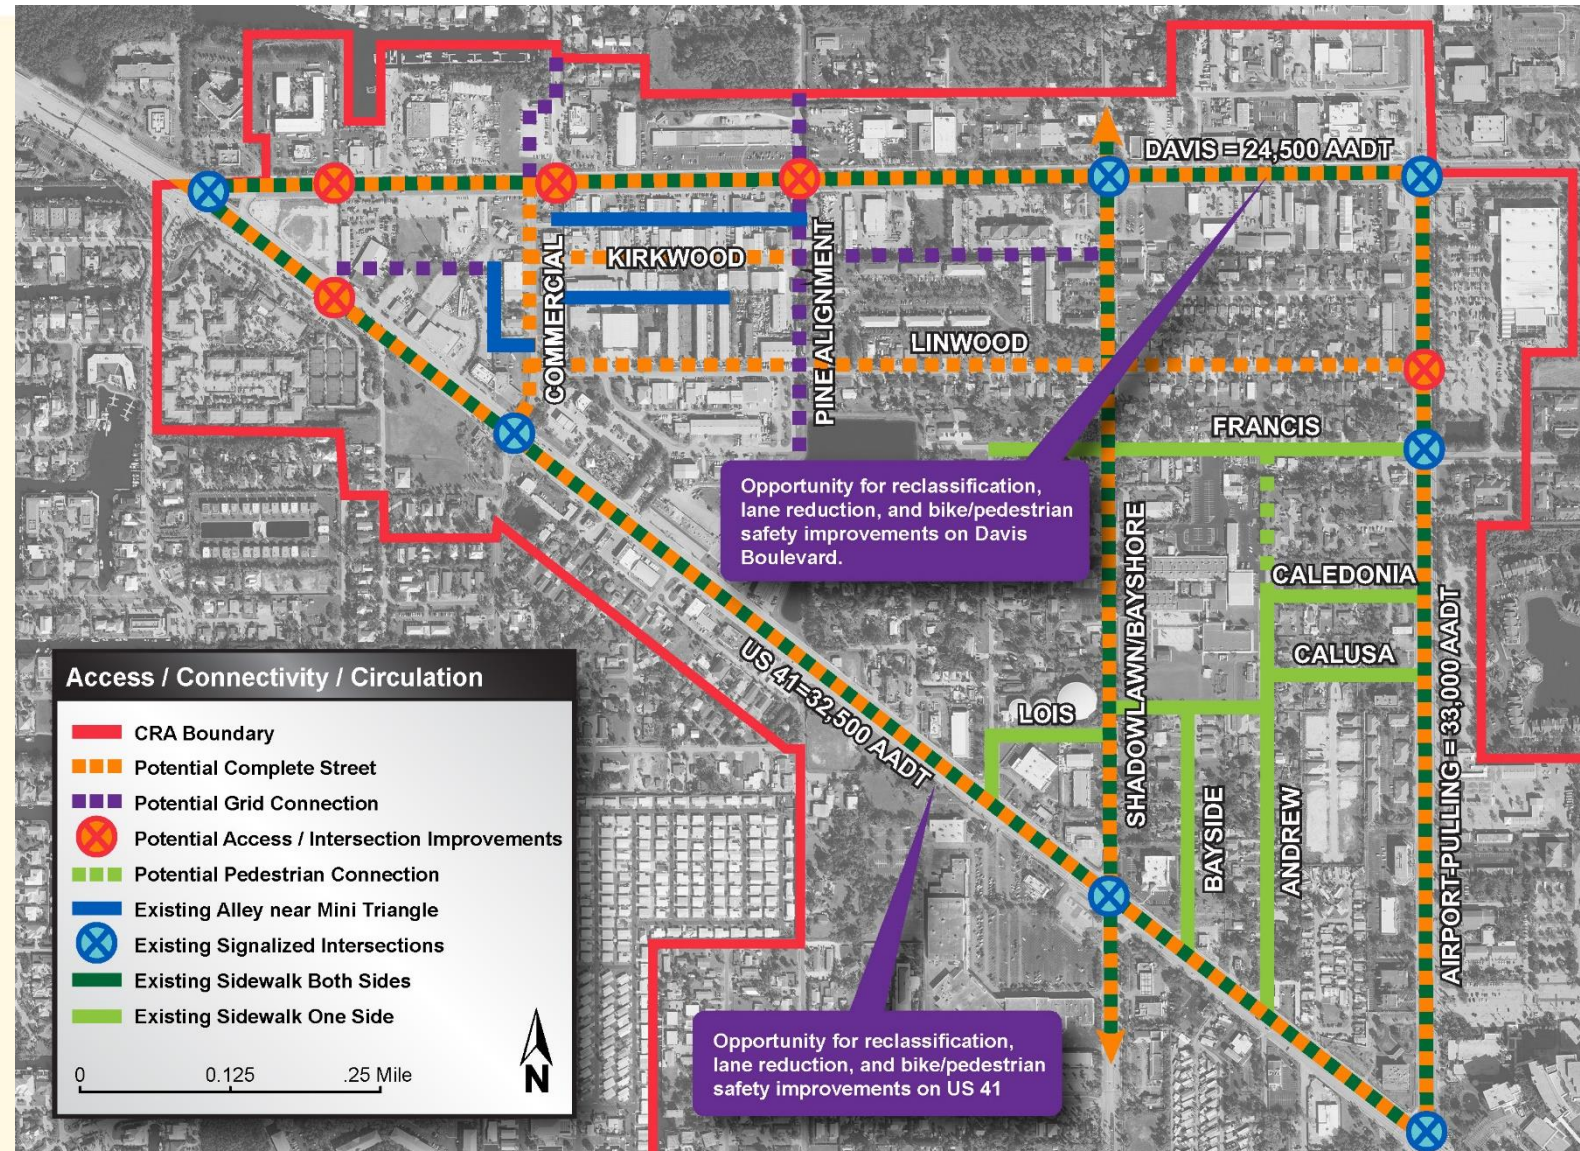 DAVIS = 24,500 AADT
KIRKWOOD
COMMERCIAL
PINE ALIGNMENT
LINWOOD
FRANCIS
Opportunity for reclassification,
lane reduction, and bike/pedestrian
safety improvements on Davis
Boulevard.
SHADOWLAWN/BAYSHORE
CALEDONIA
CALUSA
US 41=32,500 AADT
LOIS
BAYSIDE
ANDREW
AIRPORT-PULLING = 33,000 AADT
Opportunity for reclassification,
lane reduction, and bike/pedestrian
safety improvements on US 41
Access / Connectivity / Circulation
CRA Boundary
Potential Complete Street
Potential Grid Connection
Potential Access / Intersection Improvements
Potential Pedestrian Connection
Existing Alley near Mini Triangle
Existing Signalized Intersections
Existing Sidewalk Both Sides
Existing Sidewalk One Side
0 0.125 .25 Mile
N